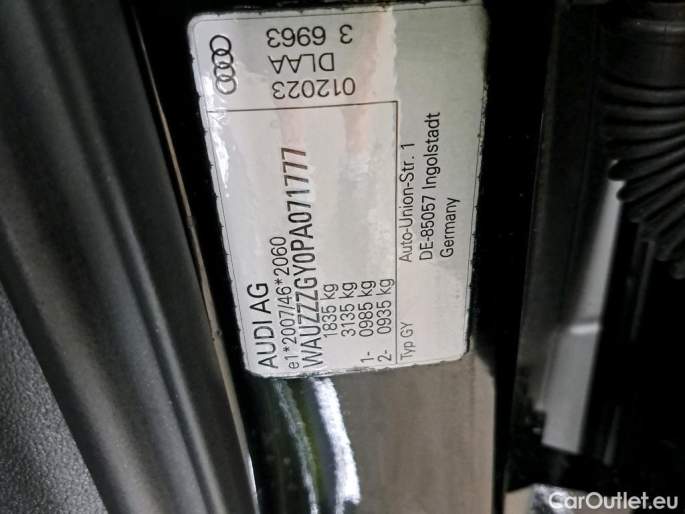 AUDI AG
e1*2007/46*2060
WAUZZZGY0PA071777
1835 kg
3135 kg
1- 0985 kg
2- 0935 kg
Typ GY
012023
DLAA
3 6963
Auto-Union-Str. 1
DE-85057 Ingolstadt
Germany
CarOutlet.eu